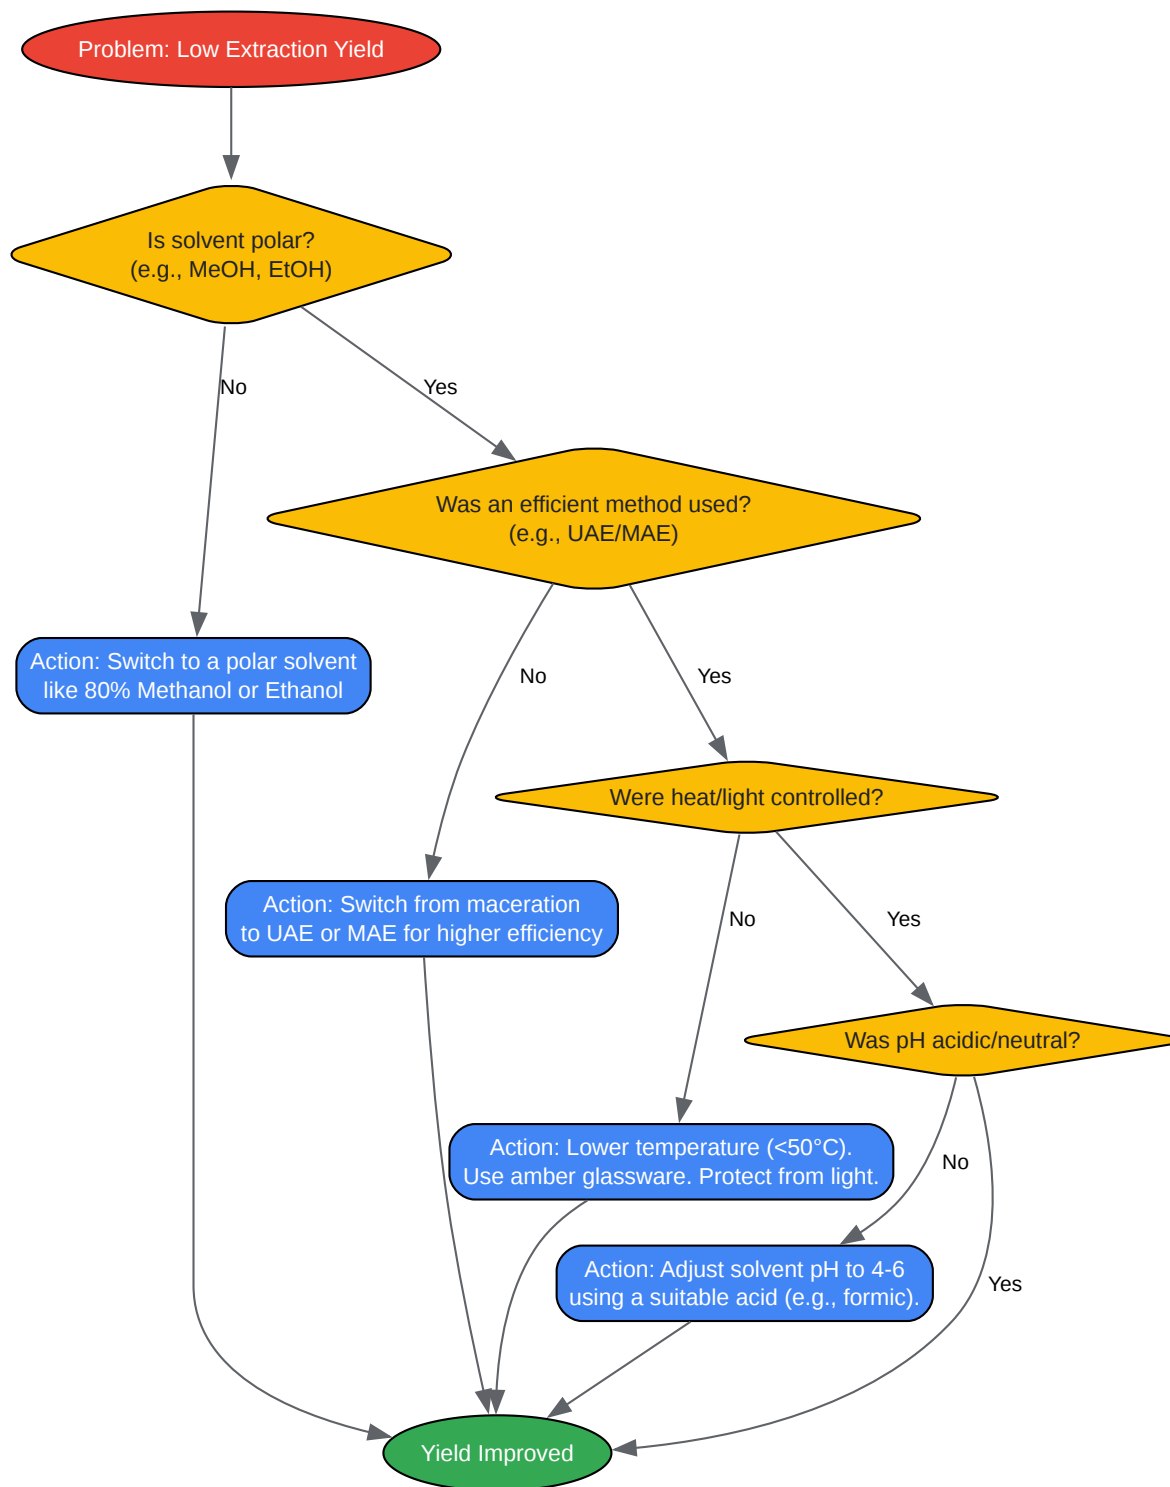 Problem: Low Extraction Yield
Is solvent polar?
(e.g., MeOH, EtOH)
No
Yes
Was an efficient method used?
(e.g., UAE/MAE)
Action: Switch to a polar solvent
like 80% Methanol or Ethanol
No
Yes
Were heat/light controlled?
Action: Switch from maceration
to UAE or MAE for higher efficiency
No
Yes
Was pH acidic/neutral?
Action: Lower temperature (<50°C).
Use amber glassware. Protect from light.
No
Action: Adjust solvent pH to 4-6
using a suitable acid (e.g., formic).
Yes
Yield Improved